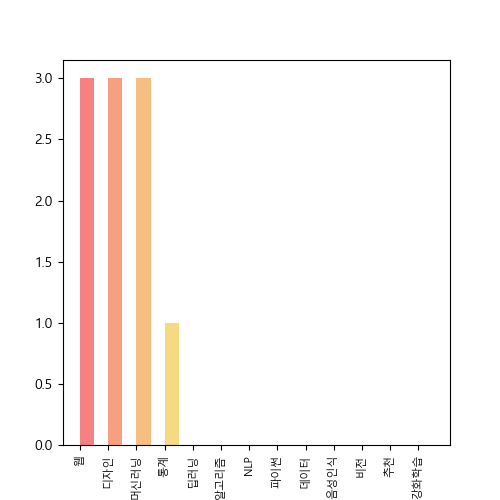 3.0
2.5
2.0
1.5
1.0
0.5
0.0
웹
디자인
머신러닝
통계
딥러닝
알고리즘
NLP
파이썬
데이터
음성인식
비전
추천
강화학습